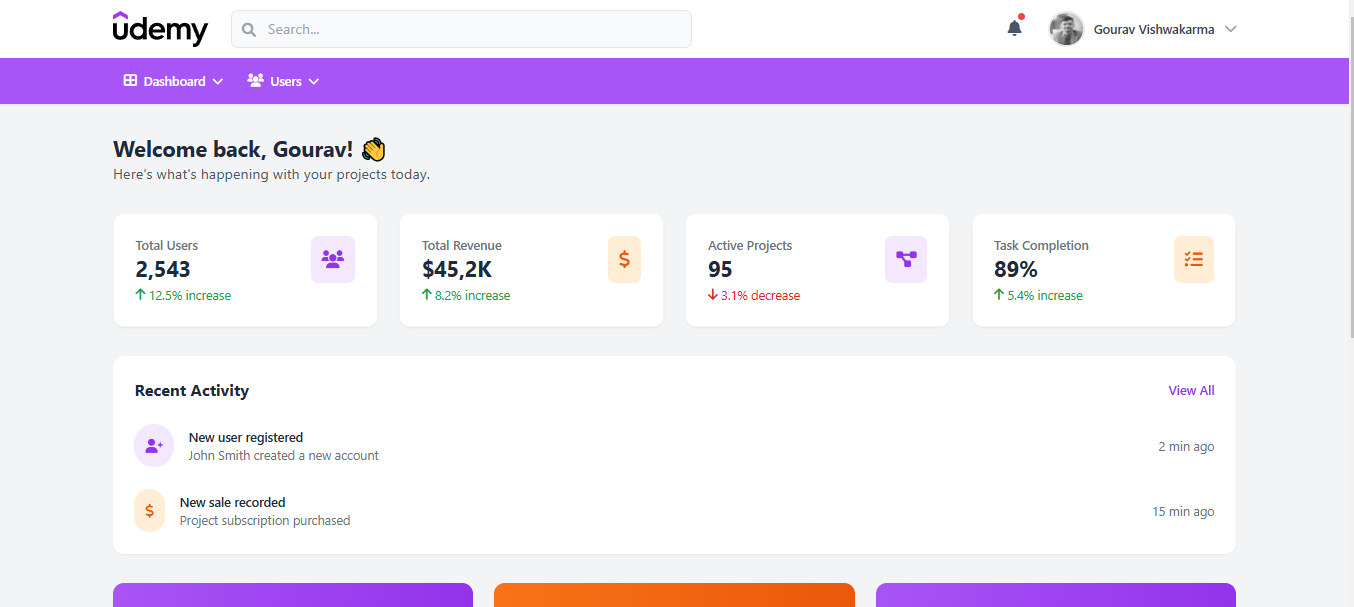 udemy
Search...
Gourav Vishwakarma
Dashboard
Users
Welcome back, Gourav! 👋
Here's what's happening with your projects today.
Total Users
2,543
12.5% increase
Total Revenue
$45,2K
8.2% increase
Active Projects
95
3.1% decrease
Task Completion
89%
5.4% increase
Recent Activity
View All
New user registered
John Smith created a new account
2 min ago
New sale recorded
Project subscription purchased
15 min ago